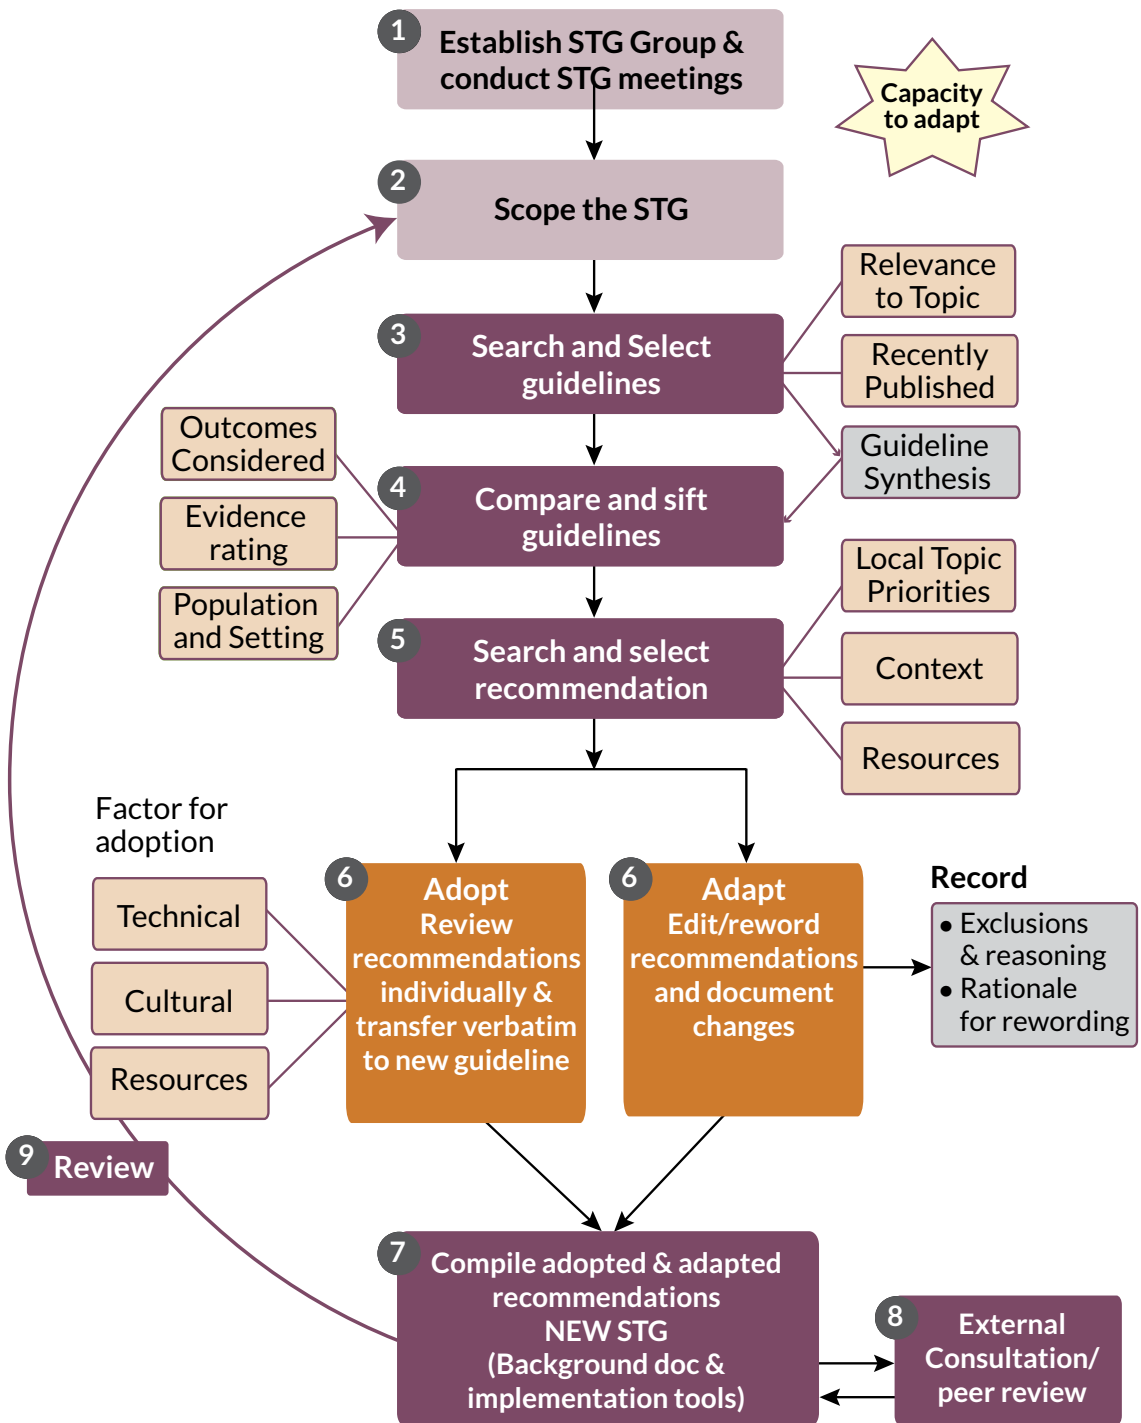 1
Establish STG Group &
conduct STG meetings
Capacity
to adapt
2
Scope the STG
3
Search and Select
guidelines
Relevance
to Topic
Recently
Published
Guideline
Synthesis
4
Compare and sift
guidelines
Outcomes
Considered
Evidence
rating
Population
and Setting
5
Search and select
recommendation
Local Topic
Priorities
Context
Resources
Factor for
adoption
Technical
Cultural
Resources
6
Adopt
Review
recommendations
individually &
transfer verbatim
to new guideline
6
Adapt
Edit/reword
recommendations
and document
changes
Record
• Exclusions
& reasoning
• Rationale
for rewording
9
Review
7
Compile adopted & adapted
recommendations
NEW STG
(Background doc &
implementation tools)
8
External
Consultation/
peer review